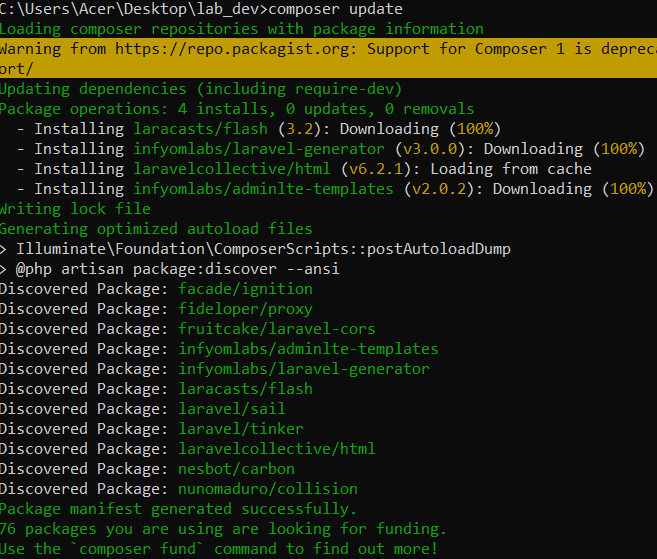 C:\Users\Acer\Desktop\lab_dev>composer update
Loading composer repositories with package information
Warning from https://repo.packagist.org: Support for Composer 1 is depreca
ort/
Updating dependencies (including require-dev)
Package operations: 4 installs, 0 updates, 0 removals
  - Installing laracasts/flash (3.2): Downloading (100%)
  - Installing infyomlabs/laravel-generator (v3.0.0): Downloading (100%)
  - Installing laravelcollective/html (v6.2.1): Loading from cache
  - Installing infyomlabs/adminlte-templates (v2.0.2): Downloading (100%)
Writing lock file
Generating optimized autoload files
> Illuminate\Foundation\ComposerScripts::postAutoloadDump
> @php artisan package:discover --ansi
Discovered Package: facade/ignition
Discovered Package: fideloper/proxy
Discovered Package: fruitcake/laravel-cors
Discovered Package: infyomlabs/adminlte-templates
Discovered Package: infyomlabs/laravel-generator
Discovered Package: laracasts/flash
Discovered Package: laravel/sail
Discovered Package: laravel/tinker
Discovered Package: laravelcollective/html
Discovered Package: nesbot/carbon
Discovered Package: nunomaduro/collision
Package manifest generated successfully.
76 packages you are using are looking for funding.
Use the `composer fund` command to find out more!